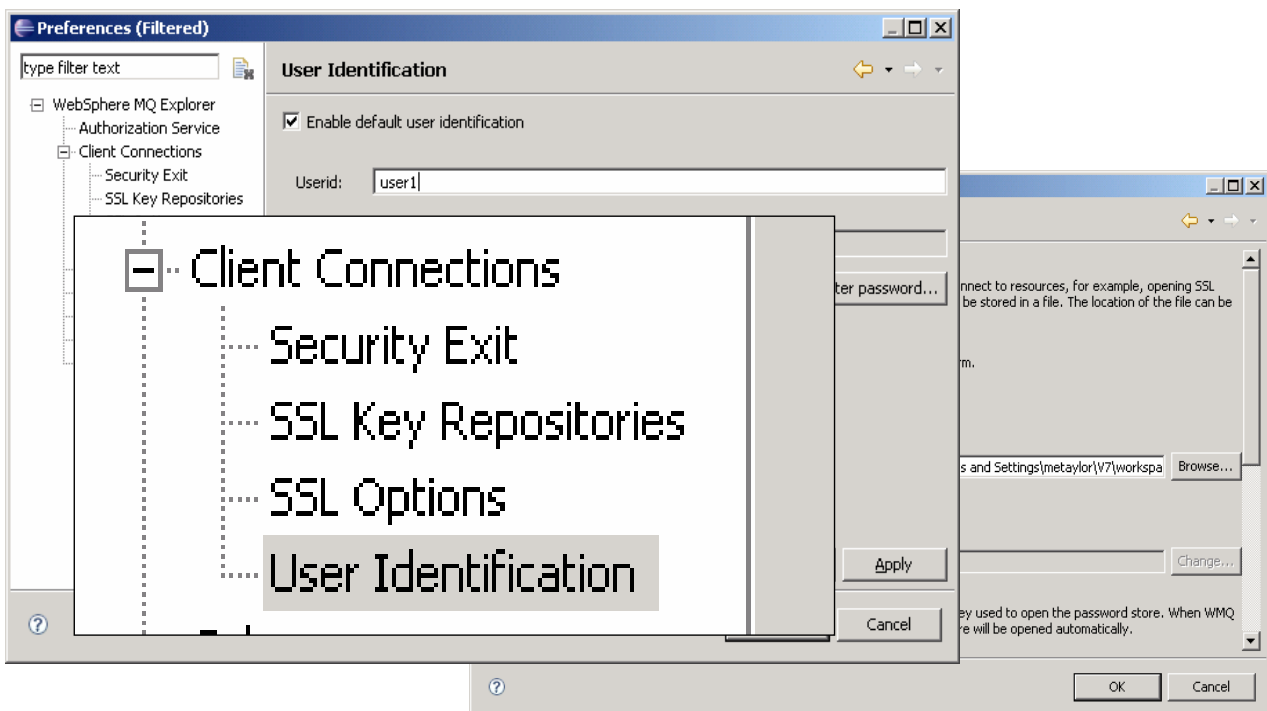 Preferences (Filtered)
type filter text
User Identification
WebSphere MQ Explorer
Authorization Service
Client Connections
Security Exit
SSL Key Repositories
Enable default user identification
Userid: user1
Client Connections
Security Exit
SSL Key Repositories
SSL Options
User Identification
ter password...
Apply
Cancel
nnect to resources, for example, opening SSL
be stored in a file. The location of the file can be
rm.
s and Settings\metaylor\V7\workspa Browse...
Change...
ey used to open the password store. When WMQ
re will be opened automatically.
OK Cancel